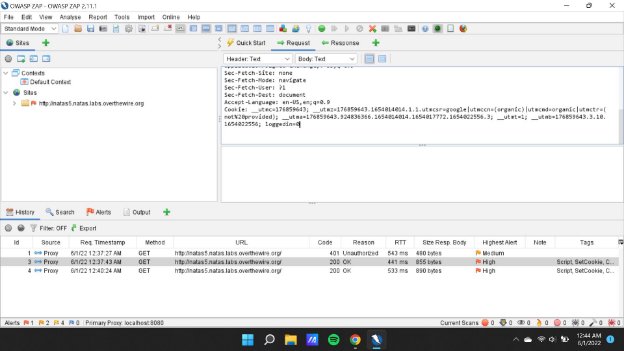 OWASP ZAP - OWASP ZAP 2.11.1
File Edit View Analyse Report Tools Import Online Help
Standard Mode
Sites
Quick Start Request Response
Header: Text Body: Text
Contexts
Default Context
Sites
http://natas5.natas.labs.overthewire.org
Sec-Fetch-Site: none
Sec-Fetch-Mode: navigate
Sec-Fetch-User: ?1
Sec-Fetch-Dest: document
Accept-Language: en-US,en;q=0.9
Cookie: __utmc=176859643; __utmz=176859643.1654014014.1.1.utmcsr=google|utmccn=(organic)|utmcmd=organic|utmctr=(
not%20provided); __utma=176859643.924836366.1654014014.1654017772.1654022556.3; __utmt=1; __utmb=176859643.3.10.
1654022556; loggedin=0
History Search Alerts Output
Filter: OFF Export
Id Source Req. Timestamp Method URL Code Reason RTT Size Resp. Body Highest Alert Note Tags
1 Proxy 6/1/22 12:37:27 AM GET http://natas5.natas.labs.overthewire.org/ 401 Unauthorized 543 ms 480 bytes Medium
3 Proxy 6/1/22 12:37:43 AM GET http://natas5.natas.labs.overthewire.org/ 200 OK 441 ms 855 bytes High Script, SetCookie, C...
4 Proxy 6/1/22 12:40:24 AM GET http://natas5.natas.labs.overthewire.org/ 200 OK 533 ms 890 bytes High Script, SetCookie, C...
Alerts 1 2 4 0 Primary Proxy: localhost:8080 Current Scans 0 0 0 0 0 0 0 0
12:44 AM
6/1/2022